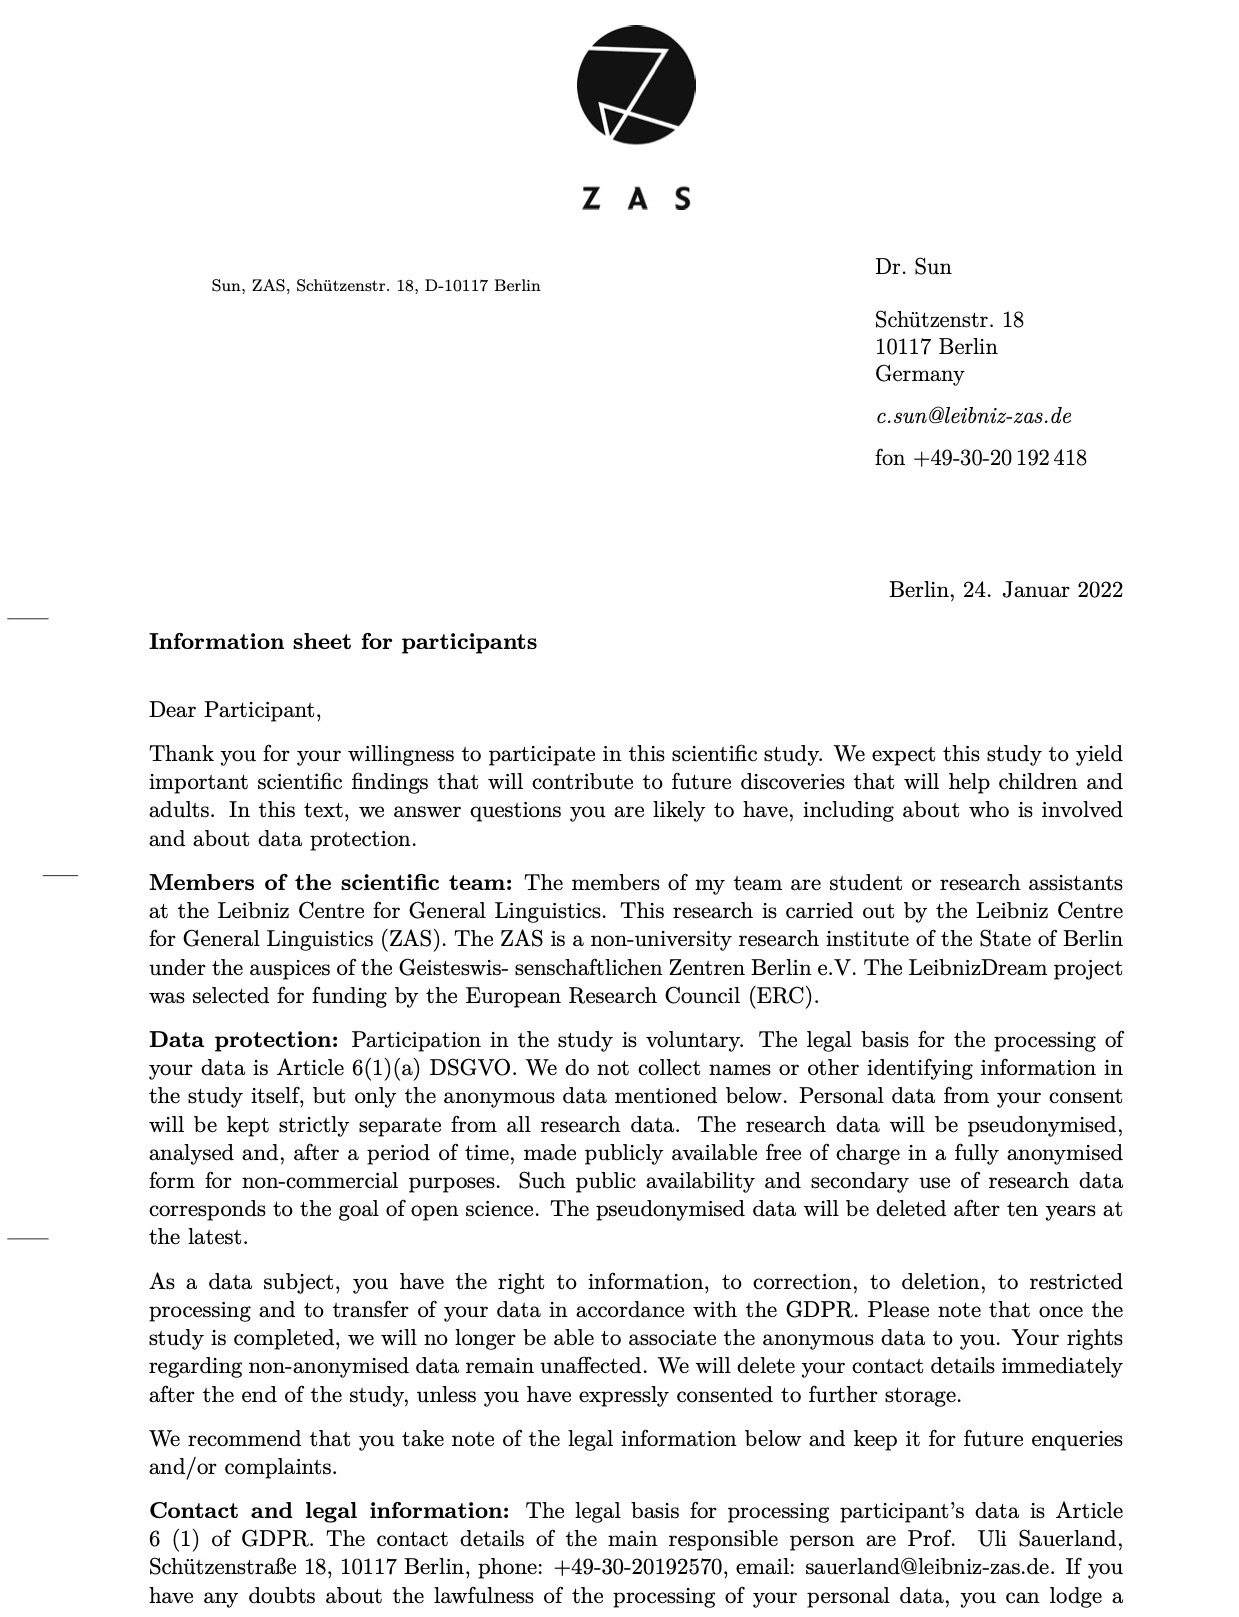 Z A S
Sun, ZAS, Schützenstr. 18, D-10117 Berlin
Dr. Sun
Schützenstr. 18
10117 Berlin
Germany
c.sun@leibniz-zas.de
fon +49-30-20 192 418
Berlin, 24. Januar 2022
Information sheet for participants
Dear Participant,
Thank you for your willingness to participate in this scientific study. We expect this study to yield
important scientific findings that will contribute to future discoveries that will help children and
adults. In this text, we answer questions you are likely to have, including about who is involved
and about data protection.
Members of the scientific team: The members of my team are student or research assistants
at the Leibniz Centre for General Linguistics. This research is carried out by the Leibniz Centre
for General Linguistics (ZAS). The ZAS is a non-university research institute of the State of Berlin
under the auspices of the Geisteswis- senschaftlichen Zentren Berlin e.V. The LeibnizDream project
was selected for funding by the European Research Council (ERC).
Data protection: Participation in the study is voluntary. The legal basis for the processing of
your data is Article 6(1)(a) DSGVO. We do not collect names or other identifying information in
the study itself, but only the anonymous data mentioned below. Personal data from your consent
will be kept strictly separate from all research data. The research data will be pseudonymised,
analysed and, after a period of time, made publicly available free of charge in a fully anonymised
form for non-commercial purposes. Such public availability and secondary use of research data
corresponds to the goal of open science. The pseudonymised data will be deleted after ten years at
the latest.
As a data subject, you have the right to information, to correction, to deletion, to restricted
processing and to transfer of your data in accordance with the GDPR. Please note that once the
study is completed, we will no longer be able to associate the anonymous data to you. Your rights
regarding non-anonymised data remain unaffected. We will delete your contact details immediately
after the end of the study, unless you have expressly consented to further storage.
We recommend that you take note of the legal information below and keep it for future enqueries
and/or complaints.
Contact and legal information: The legal basis for processing participant's data is Article
6 (1) of GDPR. The contact details of the main responsible person are Prof. Uli Sauerland,
Schützenstraße 18, 10117 Berlin, phone: +49-30-20192570, email: sauerland@leibniz-zas.de. If you
have any doubts about the lawfulness of the processing of your personal data, you can lodge a